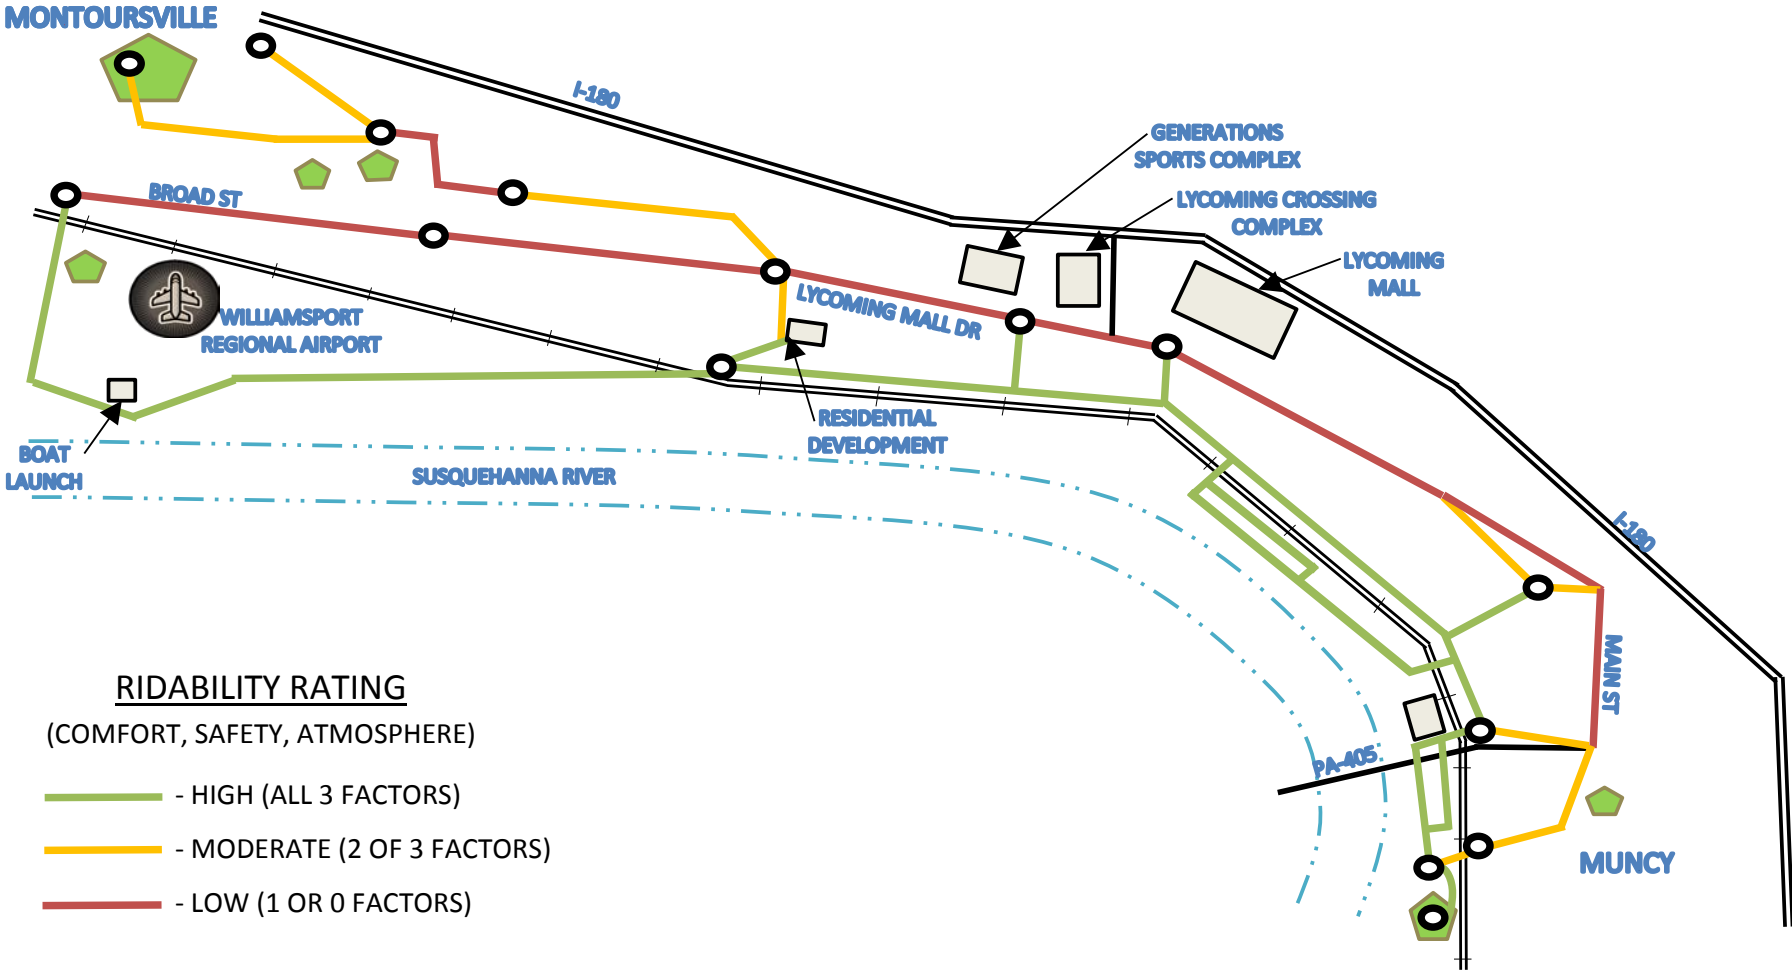 MONTOURSVILLE
I-180
GENERATIONS
SPORTS COMPLEX
LYCOMING CROSSING
COMPLEX
LYCOMING
MALL
BROAD ST
LYCOMING MALL DR
WILLIAMSPORT
REGIONAL AIRPORT
RESIDENTIAL
DEVELOPMENT
BOAT
LAUNCH
SUSQUEHANNA RIVER
I-180
MAIN ST
PA-405
MUNCY
RIDABILITY RATING
(COMFORT, SAFETY, ATMOSPHERE)
- HIGH (ALL 3 FACTORS)
- MODERATE (2 OF 3 FACTORS)
- LOW (1 OR 0 FACTORS)